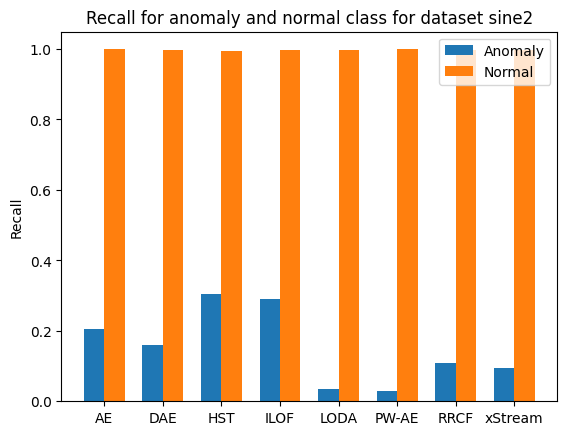 Recall for anomaly and normal class for dataset sine2
Anomaly
Normal
Recall
1.0
0.8
0.6
0.4
0.2
0.0
AE DAE HST ILOF LODA PW-AE RRCF xStream